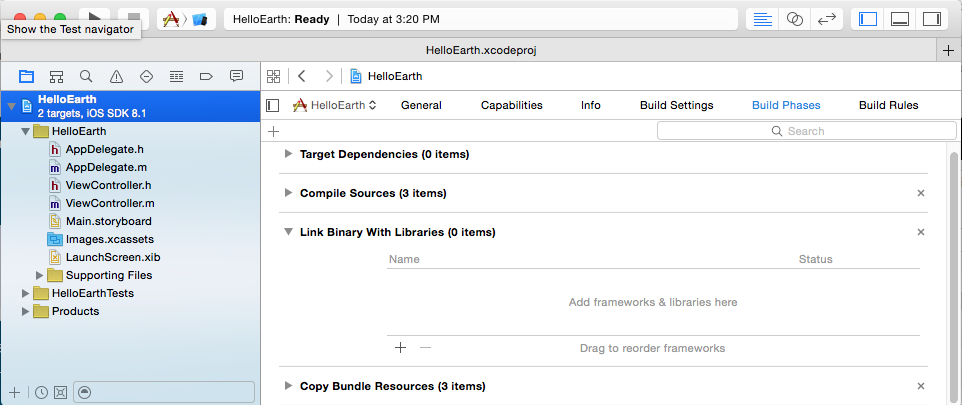 HelloEarth: Ready | Today at 3:20 PM
Show the Test navigator
HelloEarth.xcodeproj
HelloEarth
HelloEarth
2 targets, iOS SDK 8.1
HelloEarth General Capabilities Info Build Settings Build Phases Build Rules
Search
HelloEarth
h AppDelegate.h
m AppDelegate.m
h ViewController.h
m ViewController.m
Main.storyboard
Images.xcassets
LaunchScreen.xib
Supporting Files
HelloEarthTests
Products
Target Dependencies (0 items)
Compile Sources (3 items)
Link Binary With Libraries (0 items)
Name Status
Add frameworks & libraries here
Drag to reorder frameworks
Copy Bundle Resources (3 items)